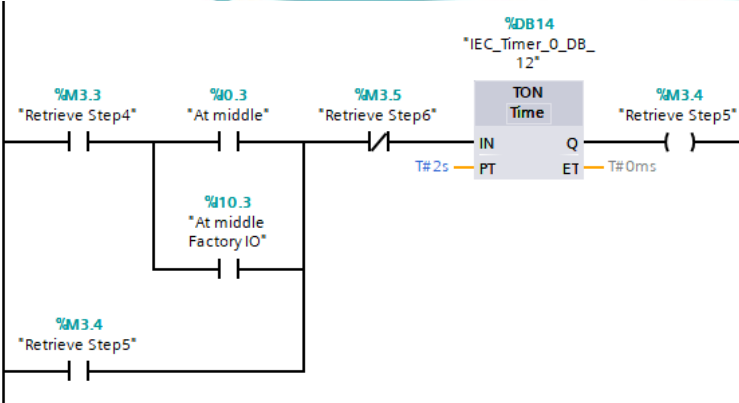 %DB14
"IEC_Timer_0_DB_
12"
%M3.3
"Retrieve Step4"
%I0.3
"At middle"
%M3.5
"Retrieve Step6"
TON
Time
%M3.4
"Retrieve Step5"
IN
Q
T#2s
PT
ET
T#0ms
%I10.3
"At middle
Factory IO"
%M3.4
"Retrieve Step5"